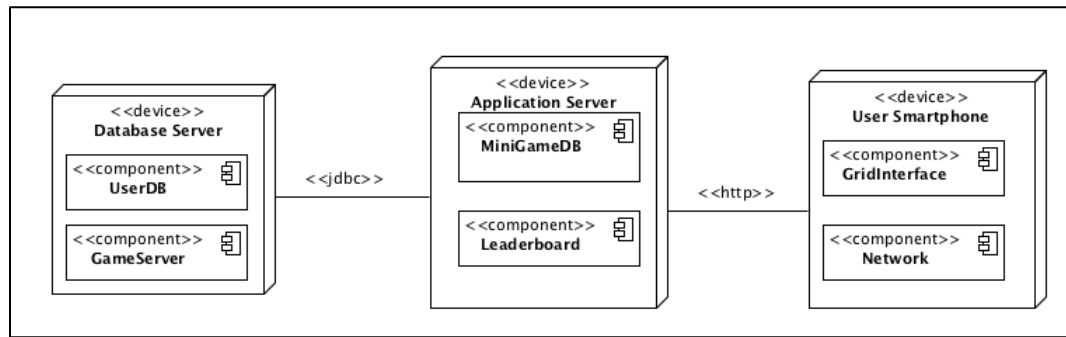 <<device>>
Database Server
<<component>>
UserDB
<<component>>
GameServer
<<jdbc>>
<<device>>
Application Server
<<component>>
MiniGameDB
<<component>>
Leaderboard
<<http>>
<<device>>
User Smartphone
<<component>>
GridInterface
<<component>>
Network